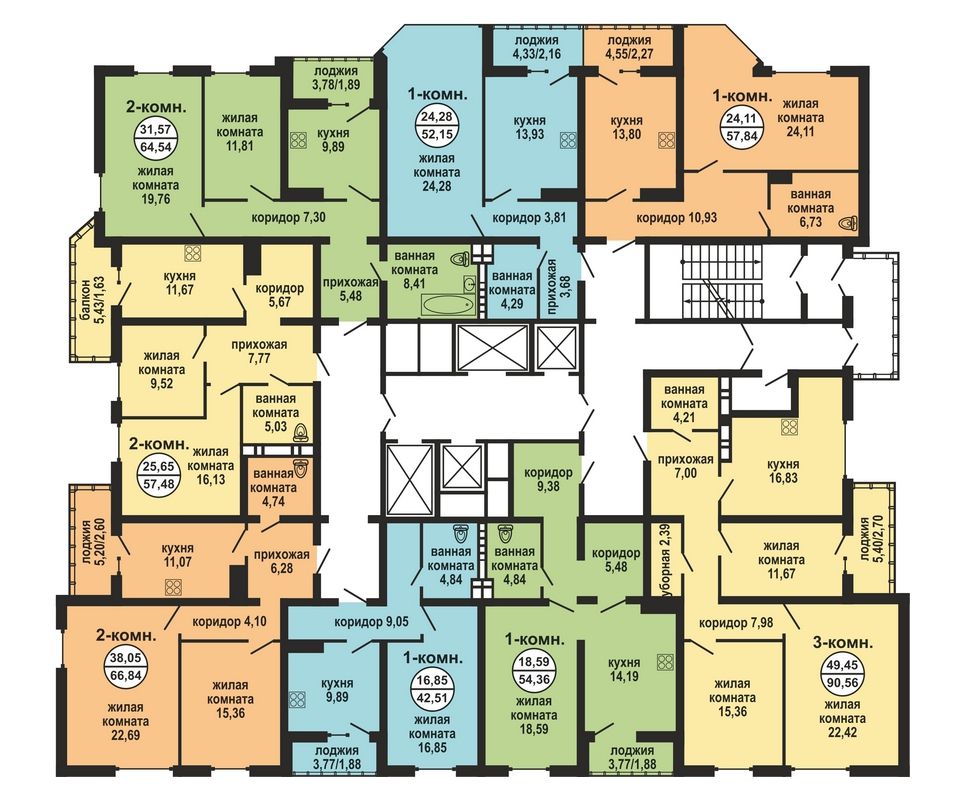 2-комн.
31,57
64,54
жилая
комната
19,76
жилая
комната
11,81
лоджия
3,78/1,89
кухня
9,89
коридор 7,30
прихожая
5,48
ванная
комната
8,41
1-комн.
24,28
52,15
жилая
комната
24,28
лоджия
4,33/2,16
кухня
13,93
коридор 3,81
ванная
комната
4,29
прихожая
3,68
лоджия
4,55/2,27
кухня
13,80
1-комн.
24,11
57,84
жилая
комната
24,11
коридор 10,93
ванная
комната
6,73
балкон
5,43/1,63
кухня
11,67
коридор
5,67
прихожая
7,77
жилая
комната
9,52
ванная
комната
5,03
2-комн.
25,65
57,48
жилая
комната
16,13
ванная
комната
4,74
лоджия
5,20/2,60
кухня
11,07
прихожая
6,28
коридор 4,10
2-комн.
38,05
66,84
жилая
комната
22,69
жилая
комната
15,36
ванная
комната
4,84
коридор 9,05
кухня
9,89
лоджия
3,77/1,88
1-комн.
16,85
42,51
жилая
комната
16,85
коридор
9,38
ванная
комната
4,84
коридор
5,48
1-комн.
18,59
54,36
жилая
комната
18,59
кухня
14,19
лоджия
3,77/1,88
ванная
комната
4,21
прихожая
7,00
кухня
16,83
уборная 2,39
жилая
комната
11,67
лоджия
5,40/2,70
коридор 7,98
жилая
комната
15,36
3-комн.
49,45
90,56
жилая
комната
22,42